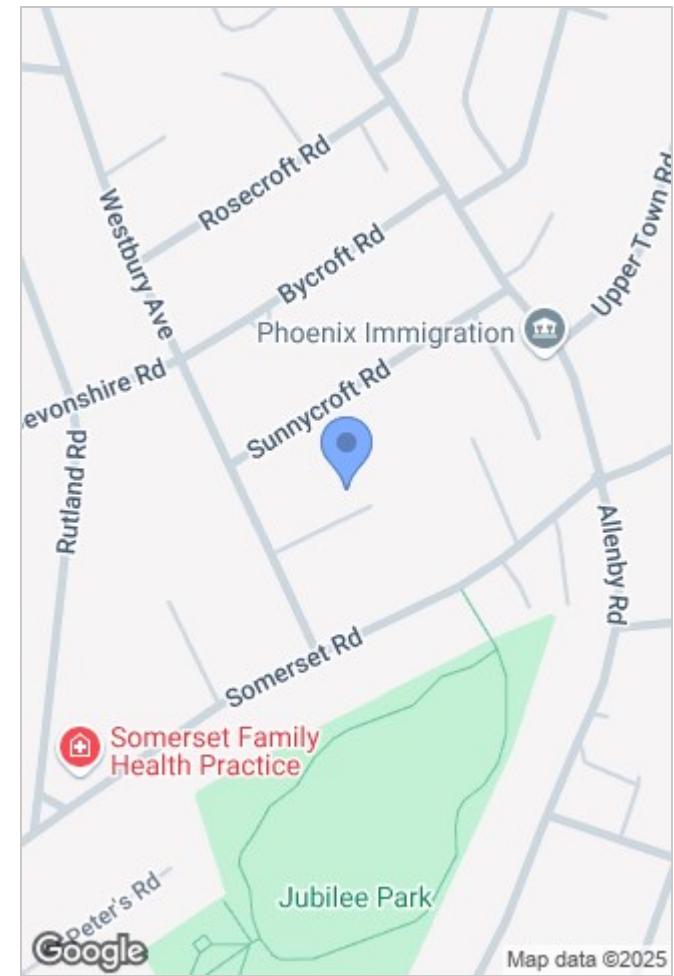 Rosecroft Rd
Westbury Ave
Bycroft Rd
Upper Town Rd
Phoenix Immigration
evonshire Rd
Sunnycroft Rd
Rutland Rd
Allenby Rd
Somerset Rd
Somerset Family
Health Practice
Jubilee Park
Peter's Rd
Google
Map data ©2025